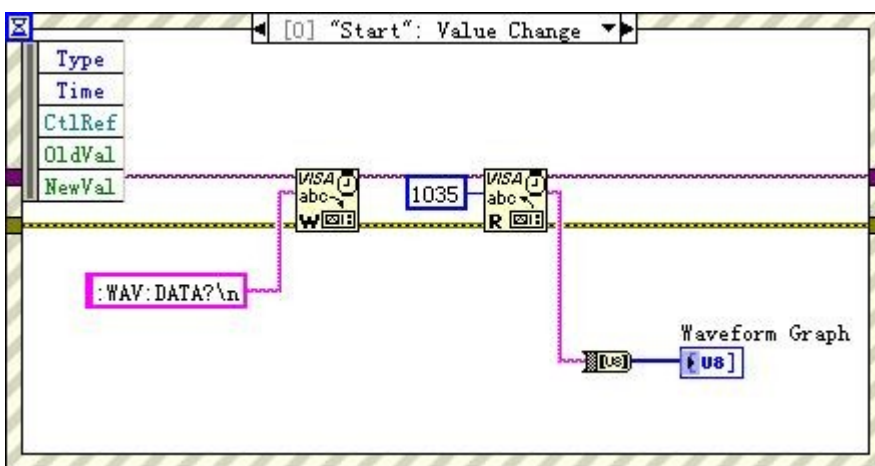 [0] "Start": Value Change
Type
Time
CtlRef
OldVal
NewVal
VISA
abc
W
1035
VISA
abc
R
:WAV:DATA?\n
Waveform Graph
[U8]
[U8]